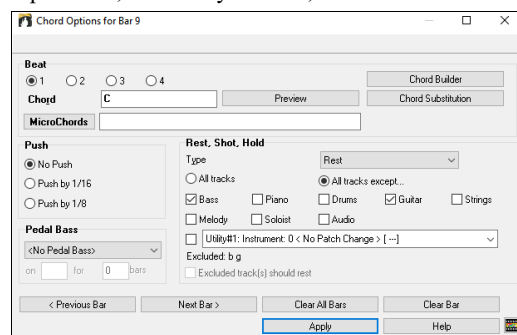 Chord Options for Bar 9
Beat
1 2 3 4
Chord Builder
Chord C Preview Chord Substitution
MicroChords
Push
No Push
Push by 1/16
Push by 1/8
Pedal Bass
<No Pedal Bass>
on for 0 bars
Rest, Shot, Hold
Type Rest
All tracks All tracks except...
Bass Piano Drums Guitar Strings
Melody Soloist Audio
Utility#1: Instrument: 0 < No Patch Change > [ ---]
Excluded: b g
Excluded track(s) should rest
< Previous Bar Next Bar > Clear All Bars Clear Bar
Apply Help